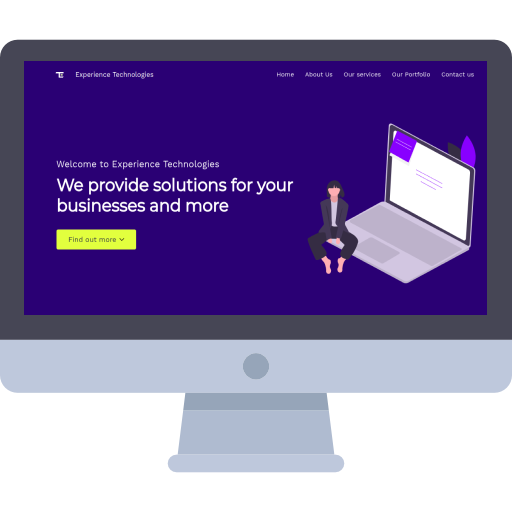 Experience Technologies
Home About Us Our services Our Portfolio Contact us
Welcome to Experience Technologies
We provide solutions for your
businesses and more
Find out more